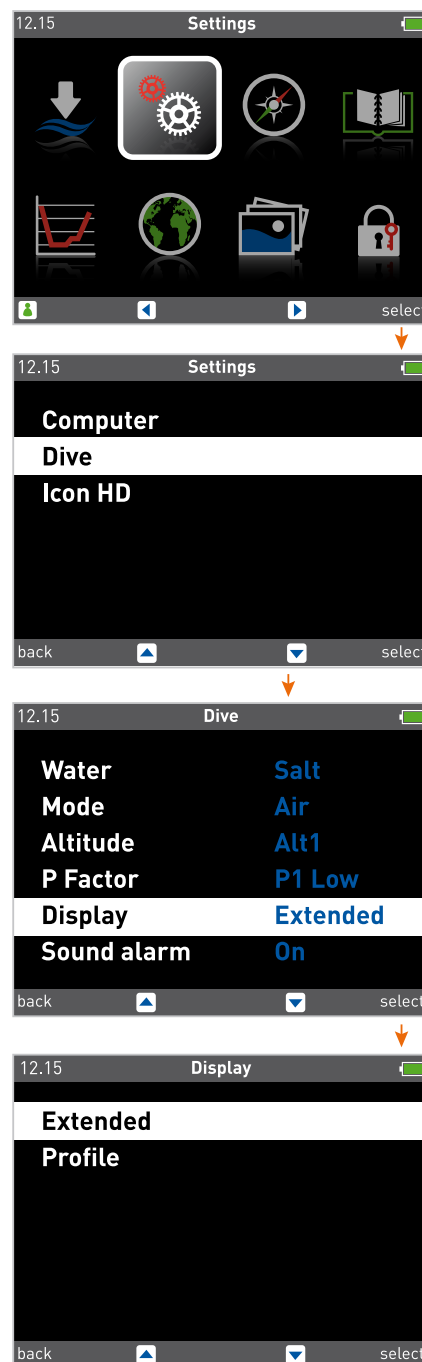 12.15 Settings
select
12.15 Settings
Computer
Dive
Icon HD
back select
12.15 Dive
Water Salt
Mode Air
Altitude Alt1
P Factor P1 Low
Display Extended
Sound alarm On
back select
12.15 Display
Extended
Profile
back select